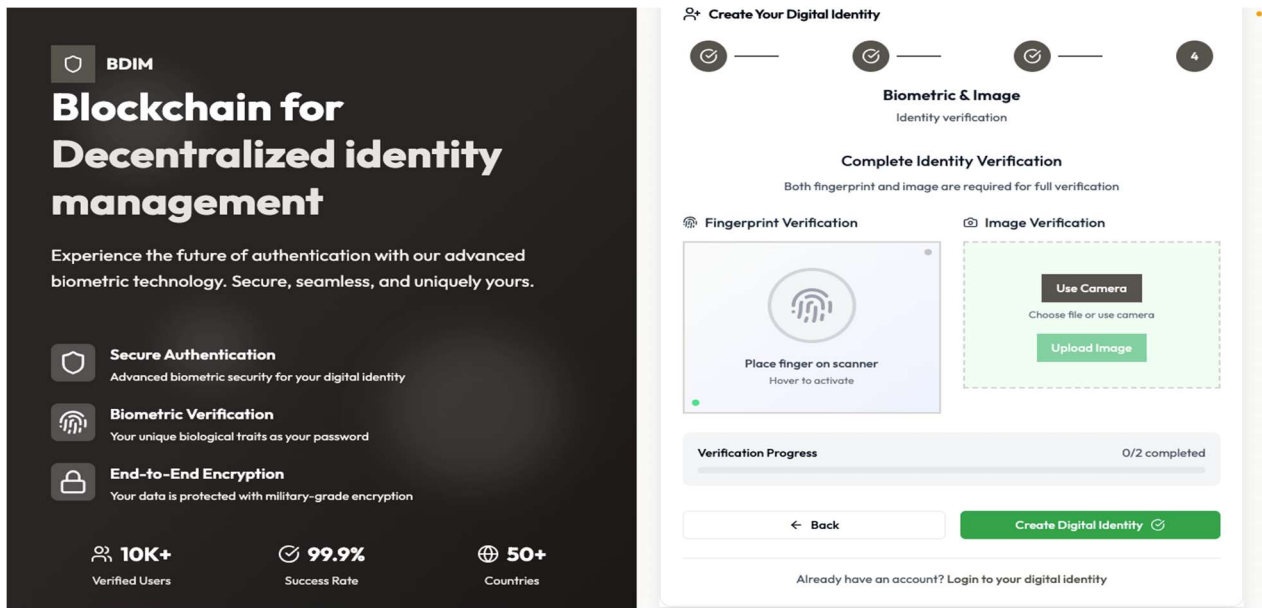 BDIM
Blockchain for
Decentralized identity
management
Experience the future of authentication with our advanced
biometric technology. Secure, seamless, and uniquely yours.
Secure Authentication
Advanced biometric security for your digital identity
Biometric Verification
Your unique biological traits as your password
End-to-End Encryption
Your data is protected with military-grade encryption
10K+
Verified Users
99.9%
Success Rate
50+
Countries
Create Your Digital Identity
4
Biometric & Image
Identity verification
Complete Identity Verification
Both fingerprint and image are required for full verification
Fingerprint Verification
Place finger on scanner
Hover to activate
Image Verification
Use Camera
Choose file or use camera
Upload Image
Verification Progress
0/2 completed
← Back
Create Digital Identity
Already have an account? Login to your digital identity